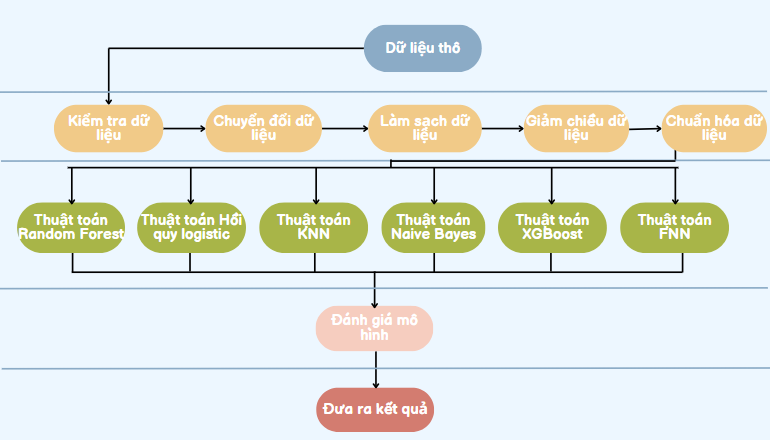 Dữ liệu thô
Kiểm tra dữ
liệu
Chuyển đổi dữ
liệu
Làm sạch dữ
liệu
Giảm chiều dữ
liệu
Chuẩn hóa dữ
liệu
Thuật toán
Random Forest
Thuật toán Hồi
quy logistic
Thuật toán
KNN
Thuật toán
Naive Bayes
Thuật toán
XGBoost
Thuật toán
FNN
Đánh giá mô
hình
Đưa ra kết quả